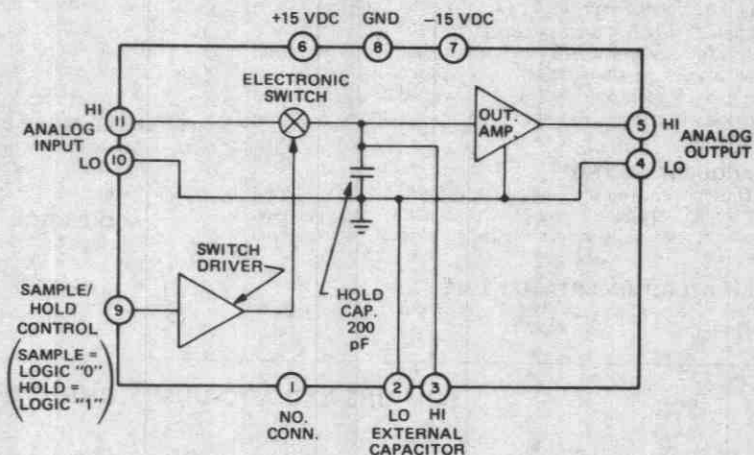 +15 VDC GND –15 VDC
6 8 7
ELECTRONIC
SWITCH
HI 11
ANALOG
INPUT
LO 10
OUT.
AMP.
5 HI
ANALOG
OUTPUT
4 LO
SWITCH
DRIVER
HOLD
CAP.
200
pF
SAMPLE/
HOLD
CONTROL
9
(SAMPLE =
LOGIC "0"
HOLD =
LOGIC "1")
1 2 3
NO.
CONN.
LO HI
EXTERNAL
CAPACITOR